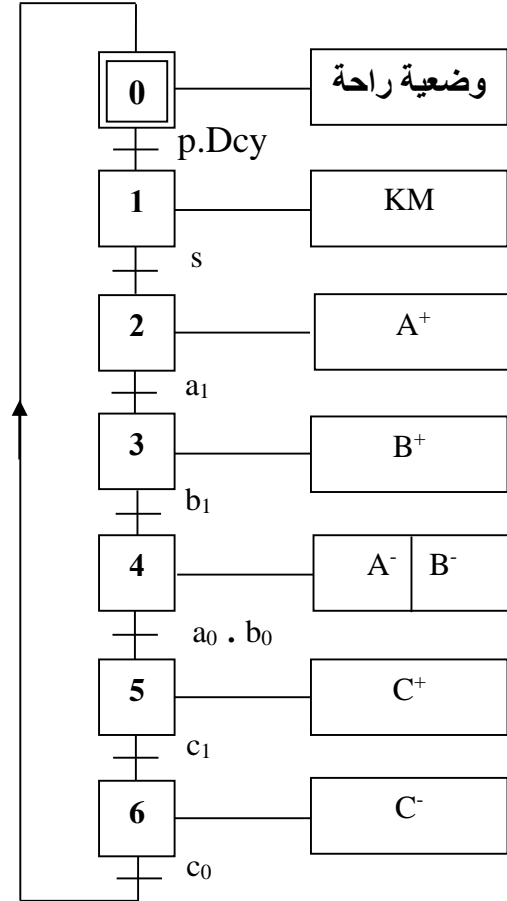 0 وضعية راحة
p.Dcy
1 KM
s
2 A⁺
a₁
3 B⁺
b₁
4 A⁻ B⁻
a₀ . b₀
5 C⁺
c₁
6 C⁻
c₀